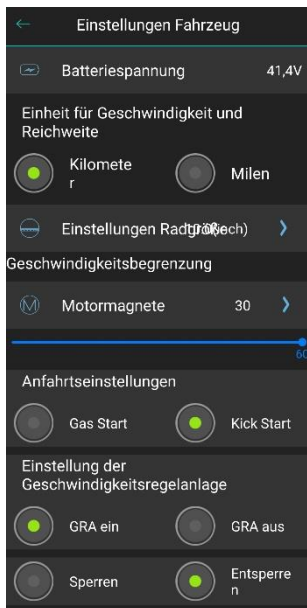 Einstellungen Fahrzeug
Batteriespannung 41,4V
Einheit für Geschwindigkeit und
Reichweite
Kilomete
r
Milen
Einstellungen Radgröße
Geschwindigkeitsbegrenzung
Motormagnete 30
60
Anfahrtseinstellungen
Gas Start Kick Start
Einstellung der
Geschwindigkeitsregelanlage
GRA ein GRA aus
Sperren Entsperre
n